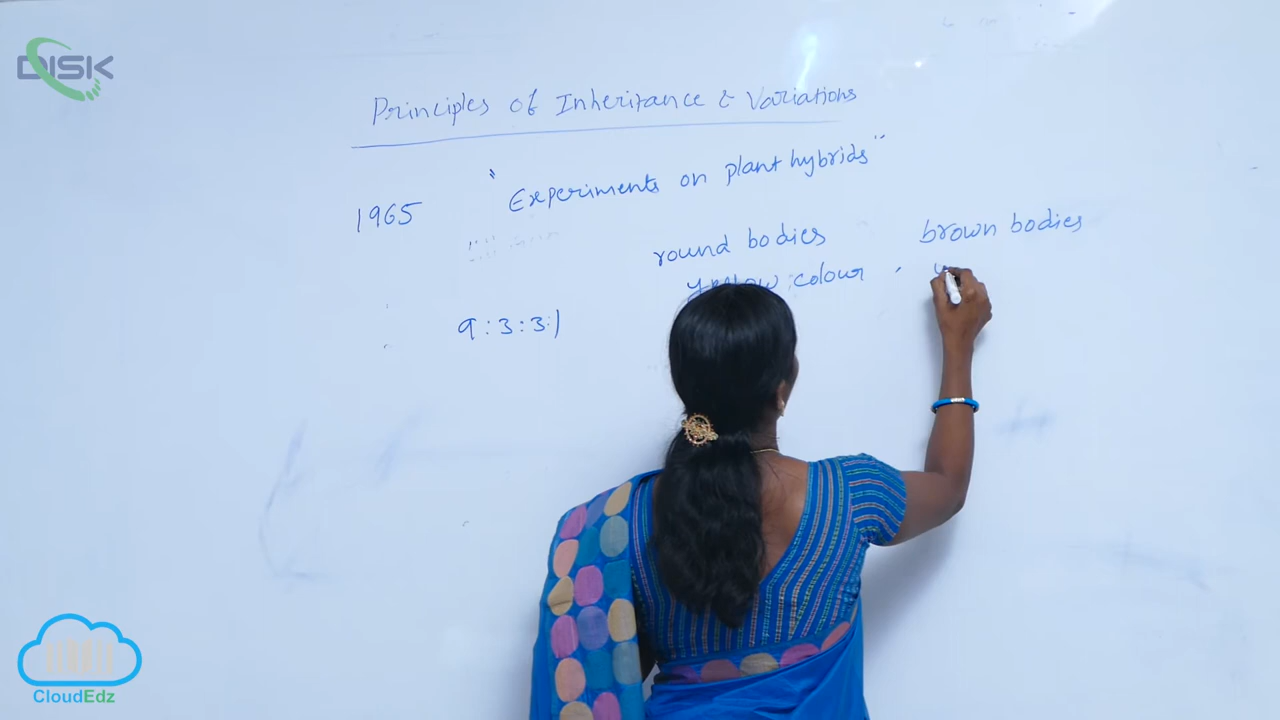 DISK
Principles of Inheritance & Variations
"Experiments on plant hybrids"
1965
round bodies brown bodies
yellow colour ,
9:3:3:1
CloudEdz